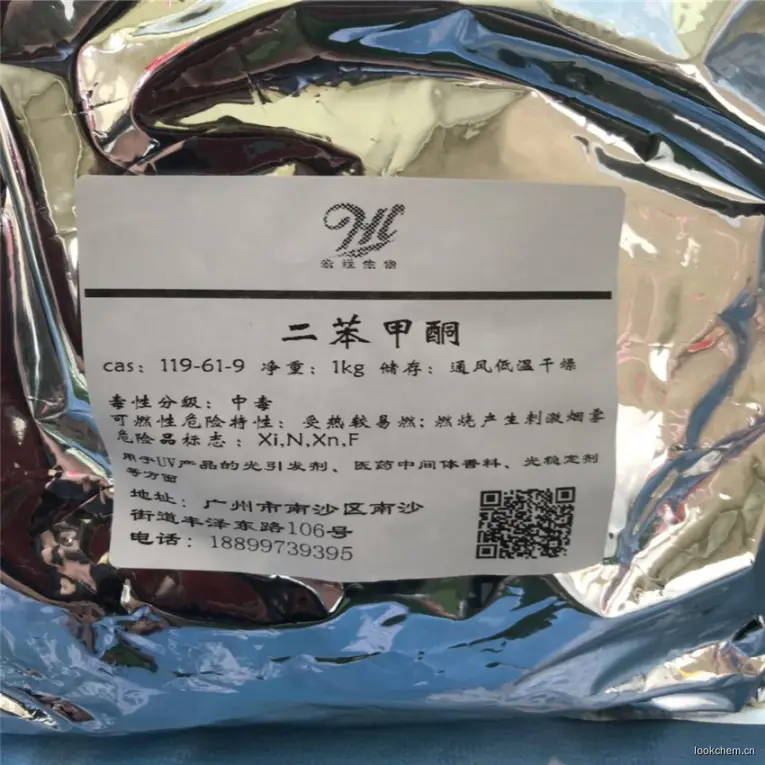 二苯甲酮
cas: 119-61-9 净重: 1kg 储存: 通风低温干燥
毒性分级: 中毒
可燃性危险特性: 受热较易燃; 燃烧产生刺激烟雾
危险品标志: Xi,N,Xn,F
用于UV产品的光引发剂、医药中间体香料、光稳定剂
等方面
地址: 广州市南沙区南沙
街道丰泽东路106号
电话: 18899739395
lookchem.cn